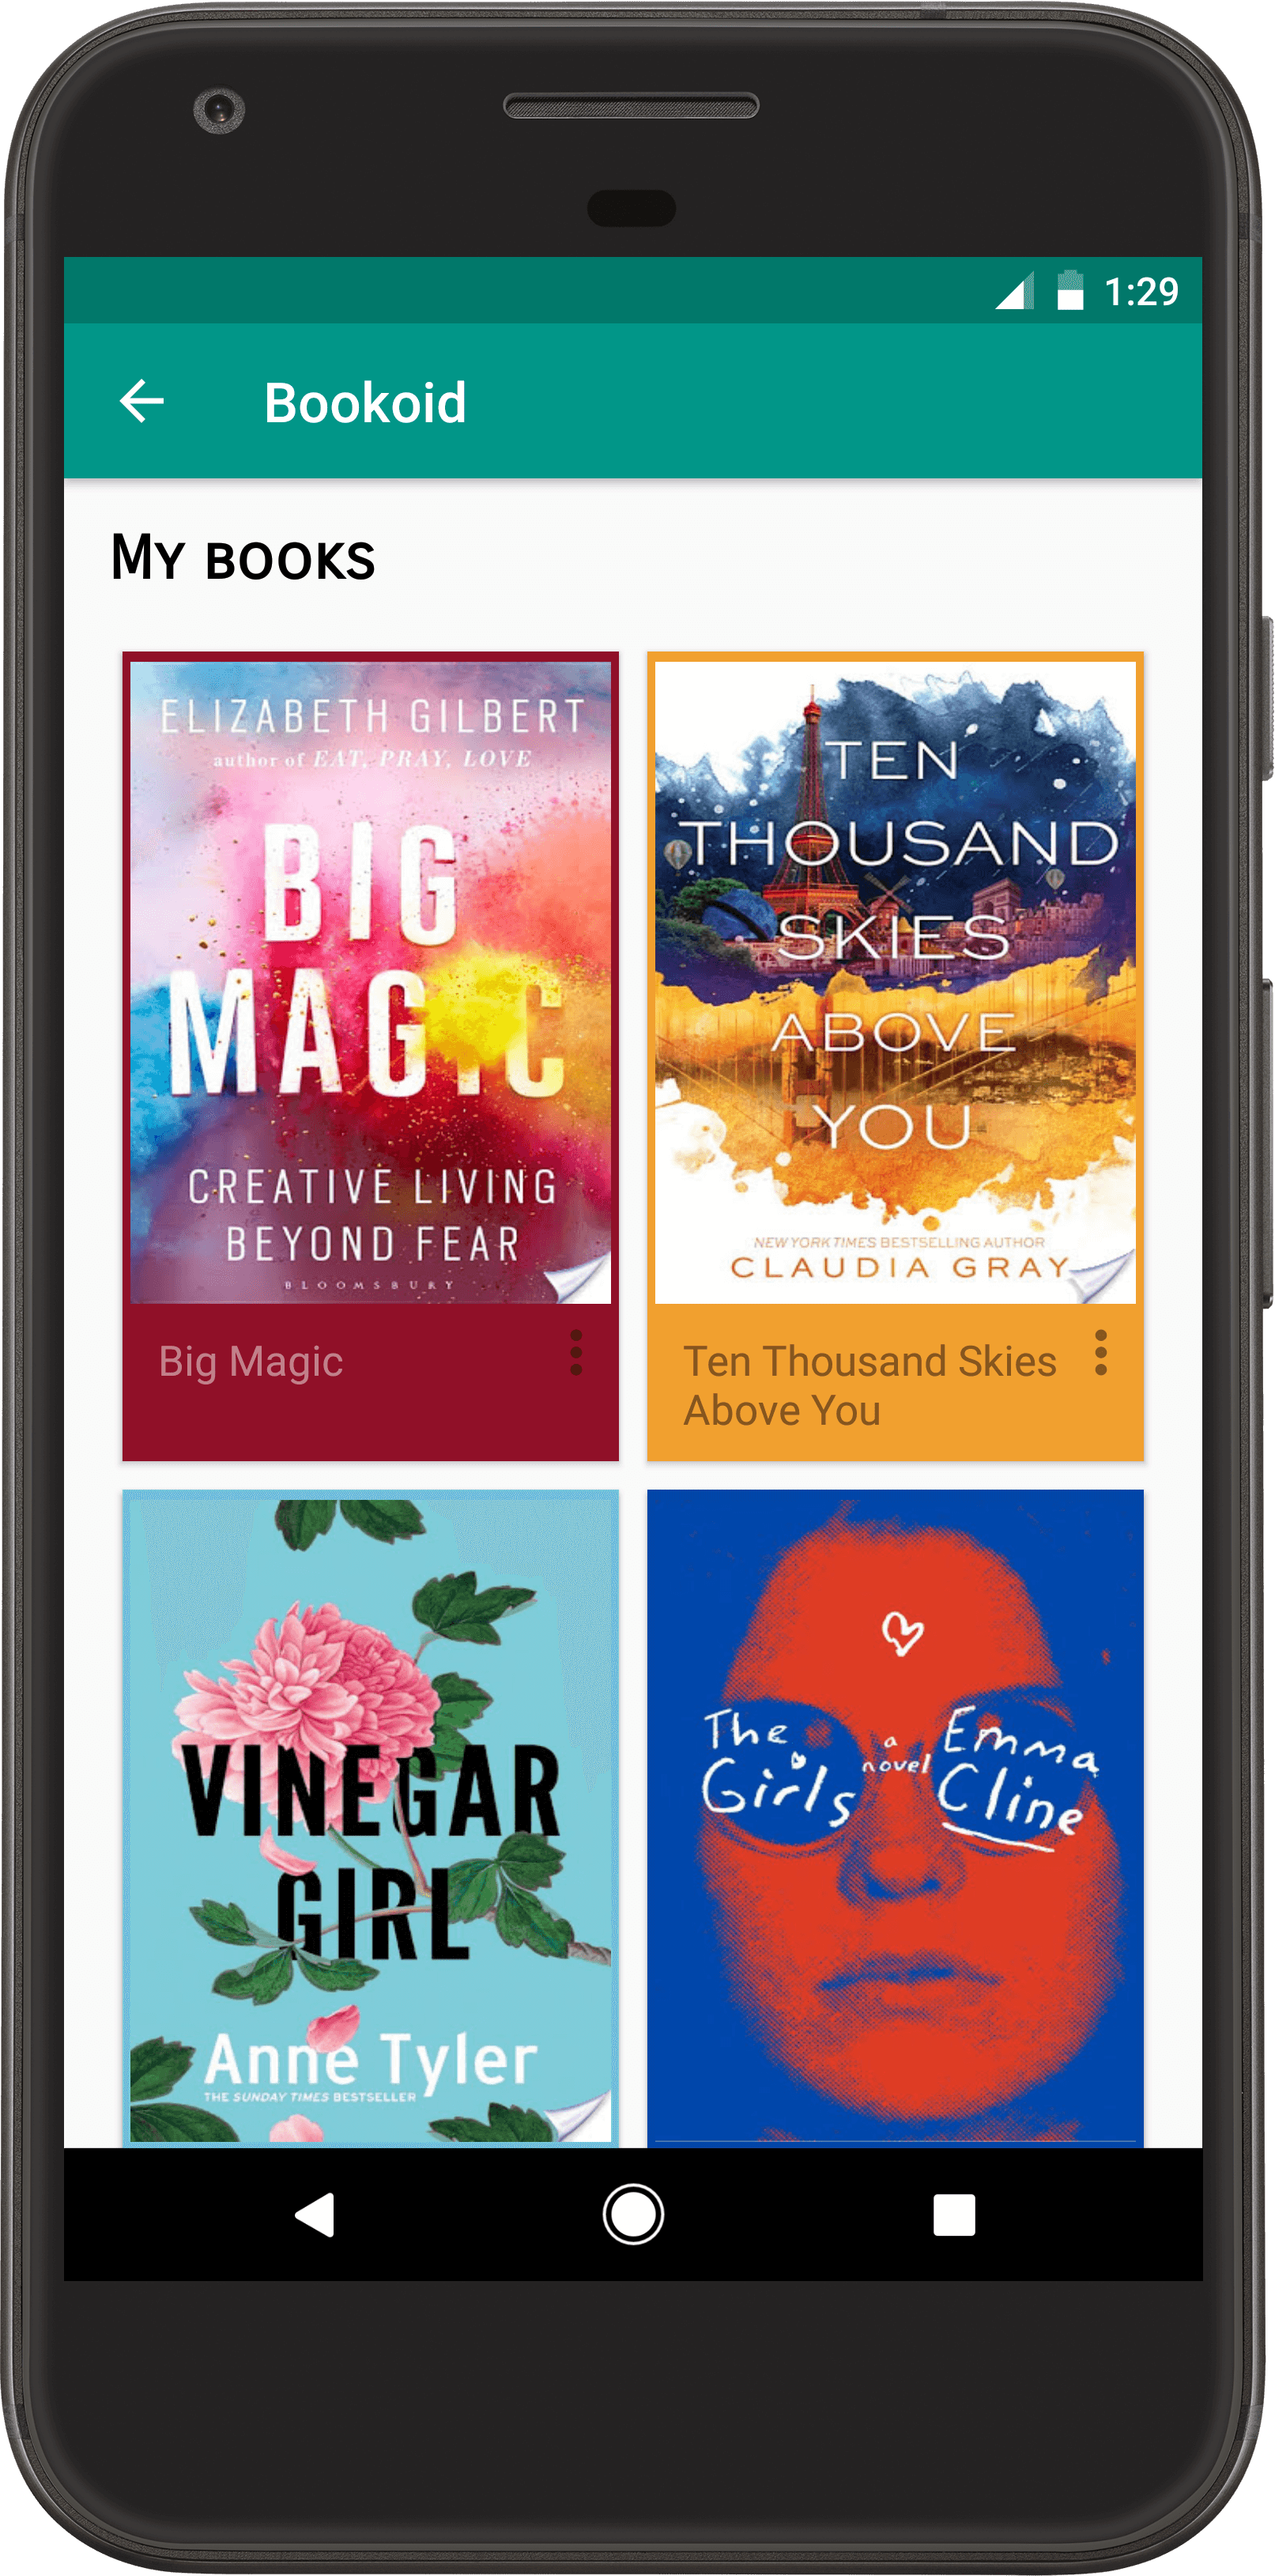 1:29
Bookoid
My books
ELIZABETH GILBERT
author of EAT, PRAY, LOVE
BIG
MAGIC
CREATIVE LIVING
BEYOND FEAR
BLOOMSBURY
Big Magic
TEN
THOUSAND
SKIES
ABOVE
YOU
NEW YORK TIMES BESTSELLING AUTHOR
CLAUDIA GRAY
Ten Thousand Skies
Above You
VINEGAR
GIRL
Anne Tyler
THE SUNDAY TIMES BESTSELLER
The
Girls
a
novel
Emma
Cline